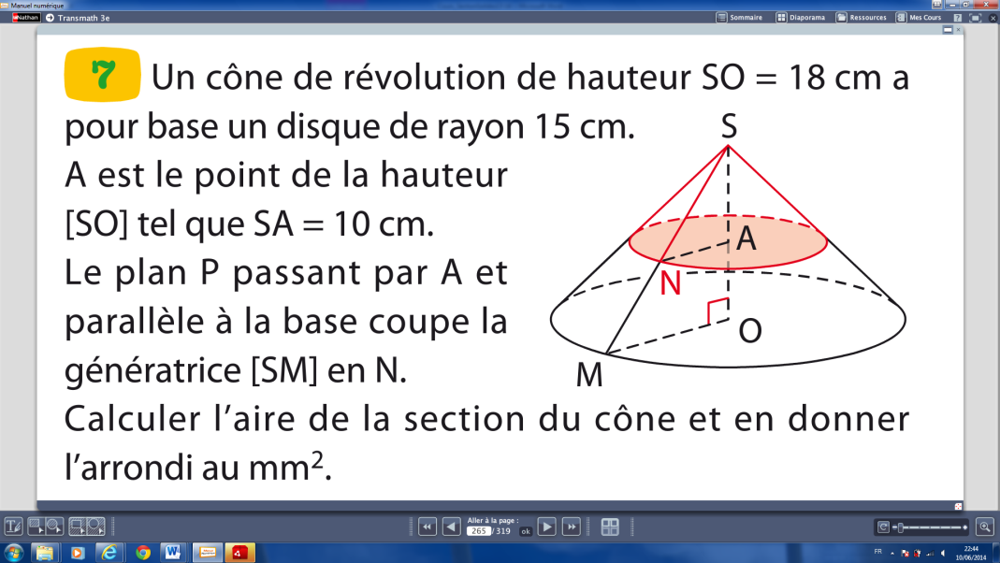 Manuel numérique
Nathan Transmath 3e
Sommaire Diaporama Ressources Mes Cours ?
7 Un cône de révolution de hauteur SO = 18 cm a
pour base un disque de rayon 15 cm.
A est le point de la hauteur
[SO] tel que SA = 10 cm.
Le plan P passant par A et
parallèle à la base coupe la
génératrice [SM] en N.
Calculer l'aire de la section du cône et en donner
l'arrondi au mm².
S
A
N
O
M
Aller à la page :
265 / 319 ok
FR
22:44
10/06/2014